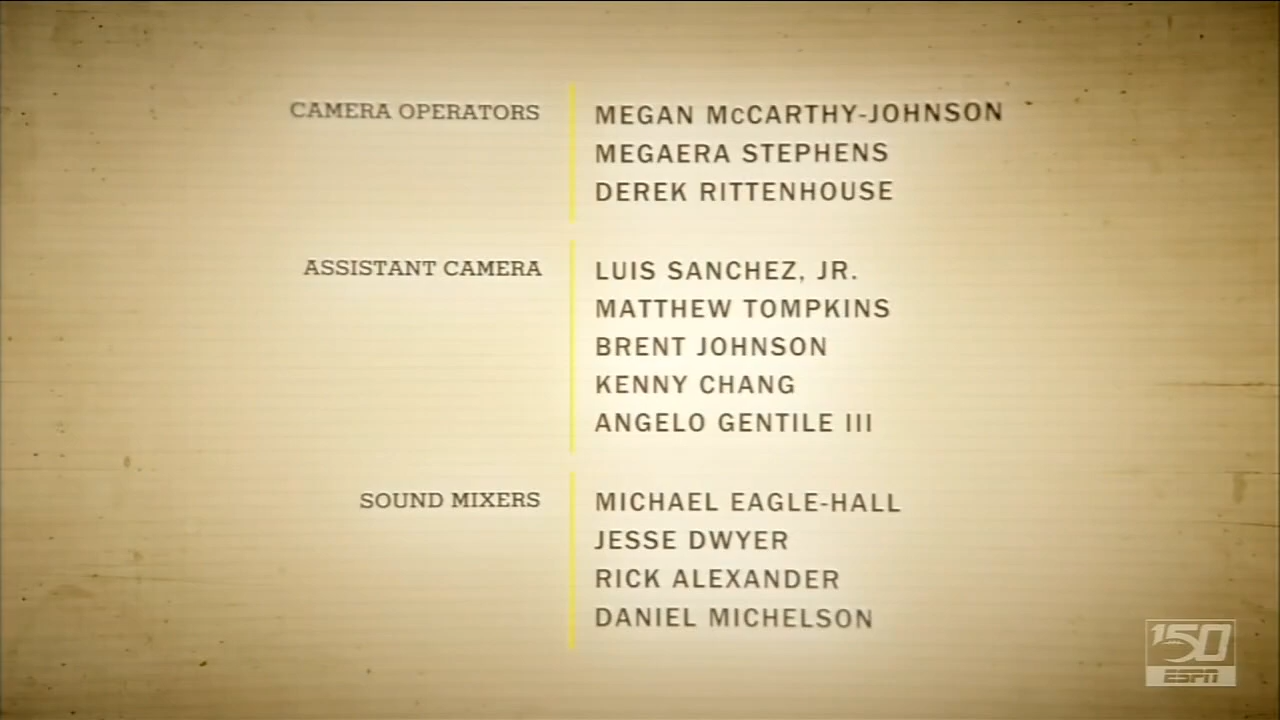 CAMERA OPERATORS
MEGAN McCARTHY-JOHNSON
MEGAERA STEPHENS
DEREK RITTENHOUSE
ASSISTANT CAMERA
LUIS SANCHEZ, JR.
MATTHEW TOMPKINS
BRENT JOHNSON
KENNY CHANG
ANGELO GENTILE III
SOUND MIXERS
MICHAEL EAGLE-HALL
JESSE DWYER
RICK ALEXANDER
DANIEL MICHELSON
150
ESPN